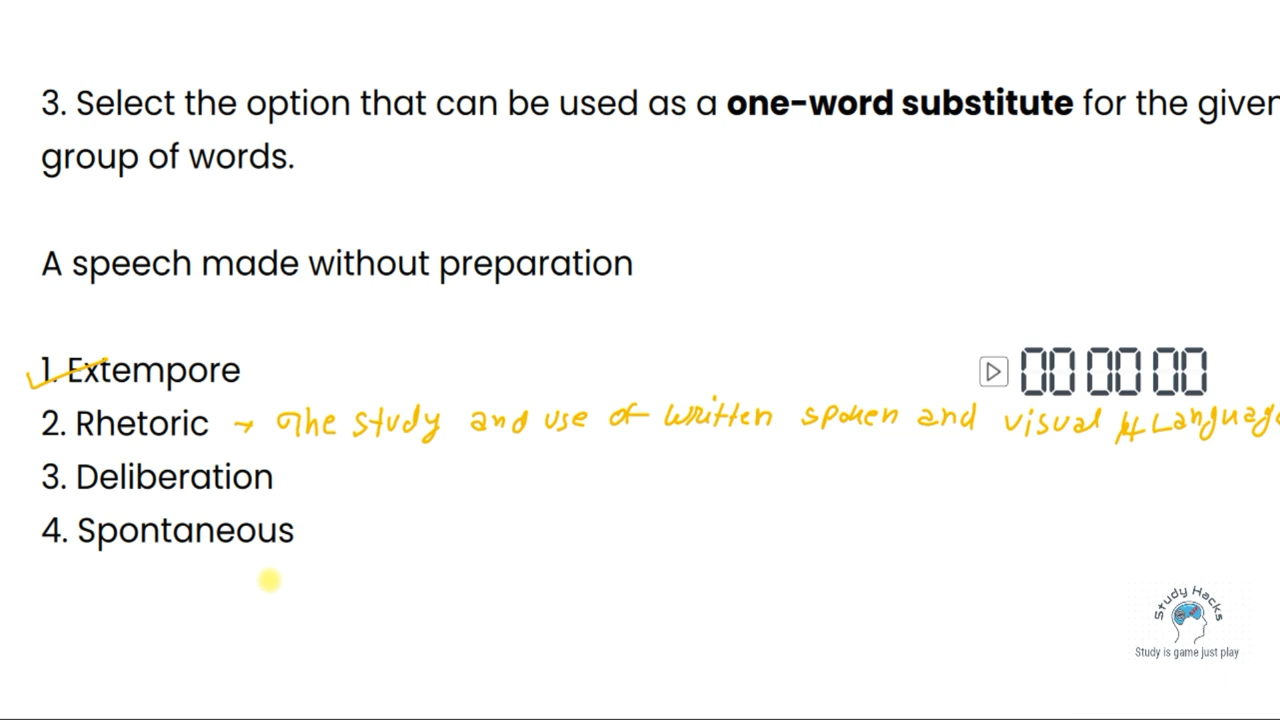 3. Select the option that can be used as a one-word substitute for the given
group of words.
A speech made without preparation
1. Extempore
00 00 00
2. Rhetoric → The study and use of written spoken and visual Language
3. Deliberation
4. Spontaneous
Study Hacks
Study is game just play